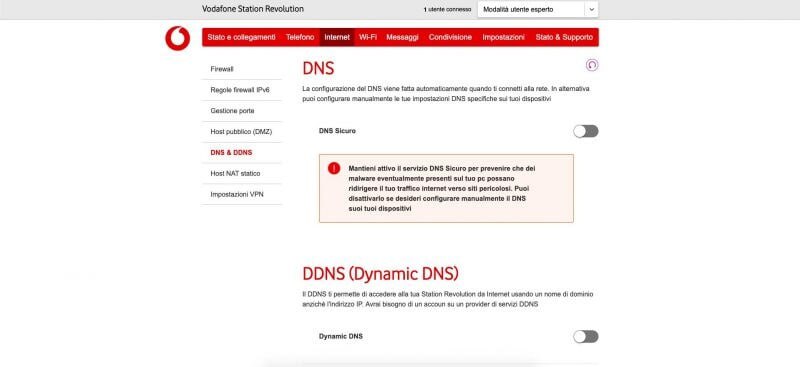 Vodafone Station Revolution
1 utente connesso
Modalità utente esperto
Stato e collegamenti Telefono Internet Wi-Fi Messaggi Condivisione Impostazioni Stato & Supporto
Firewall
Regole firewall IPv6
Gestione porte
Host pubblico (DMZ)
DNS & DDNS
Host NAT statico
Impostazioni VPN
DNS
La configurazione del DNS viene fatta automaticamente quando ti connetti alla rete. In alternativa
puoi configurare manualmente le tue impostazioni DNS specifiche sui tuoi dispositivi
DNS Sicuro
Mantieni attivo il servizio DNS Sicuro per prevenire che dei
malware eventualmente presenti sul tuo pc possano
ridirigere il tuo traffico internet verso siti pericolosi. Puoi
disattivarlo se desideri configurare manualmente il DNS
suoi tuoi dispositivi
DDNS (Dynamic DNS)
Il DDNS ti permette di accedere alla tua Station Revolution da Internet usando un nome di dominio
anziché l'indirizzo IP. Avrai bisogno di un accoun su un provider di servizi DDNS
Dynamic DNS